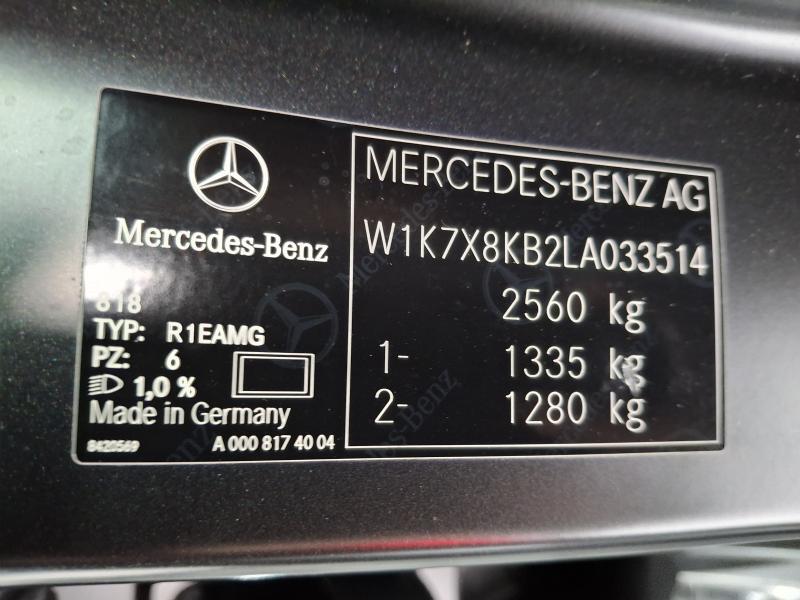 Mercedes-Benz
818
TYP: R1EAMG
PZ: 6
1,0 %
Made in Germany
8420569
A 000 817 40 04
MERCEDES-BENZ AG
W1K7X8KB2LA033514
2560 kg
1- 1335 kg
2- 1280 kg